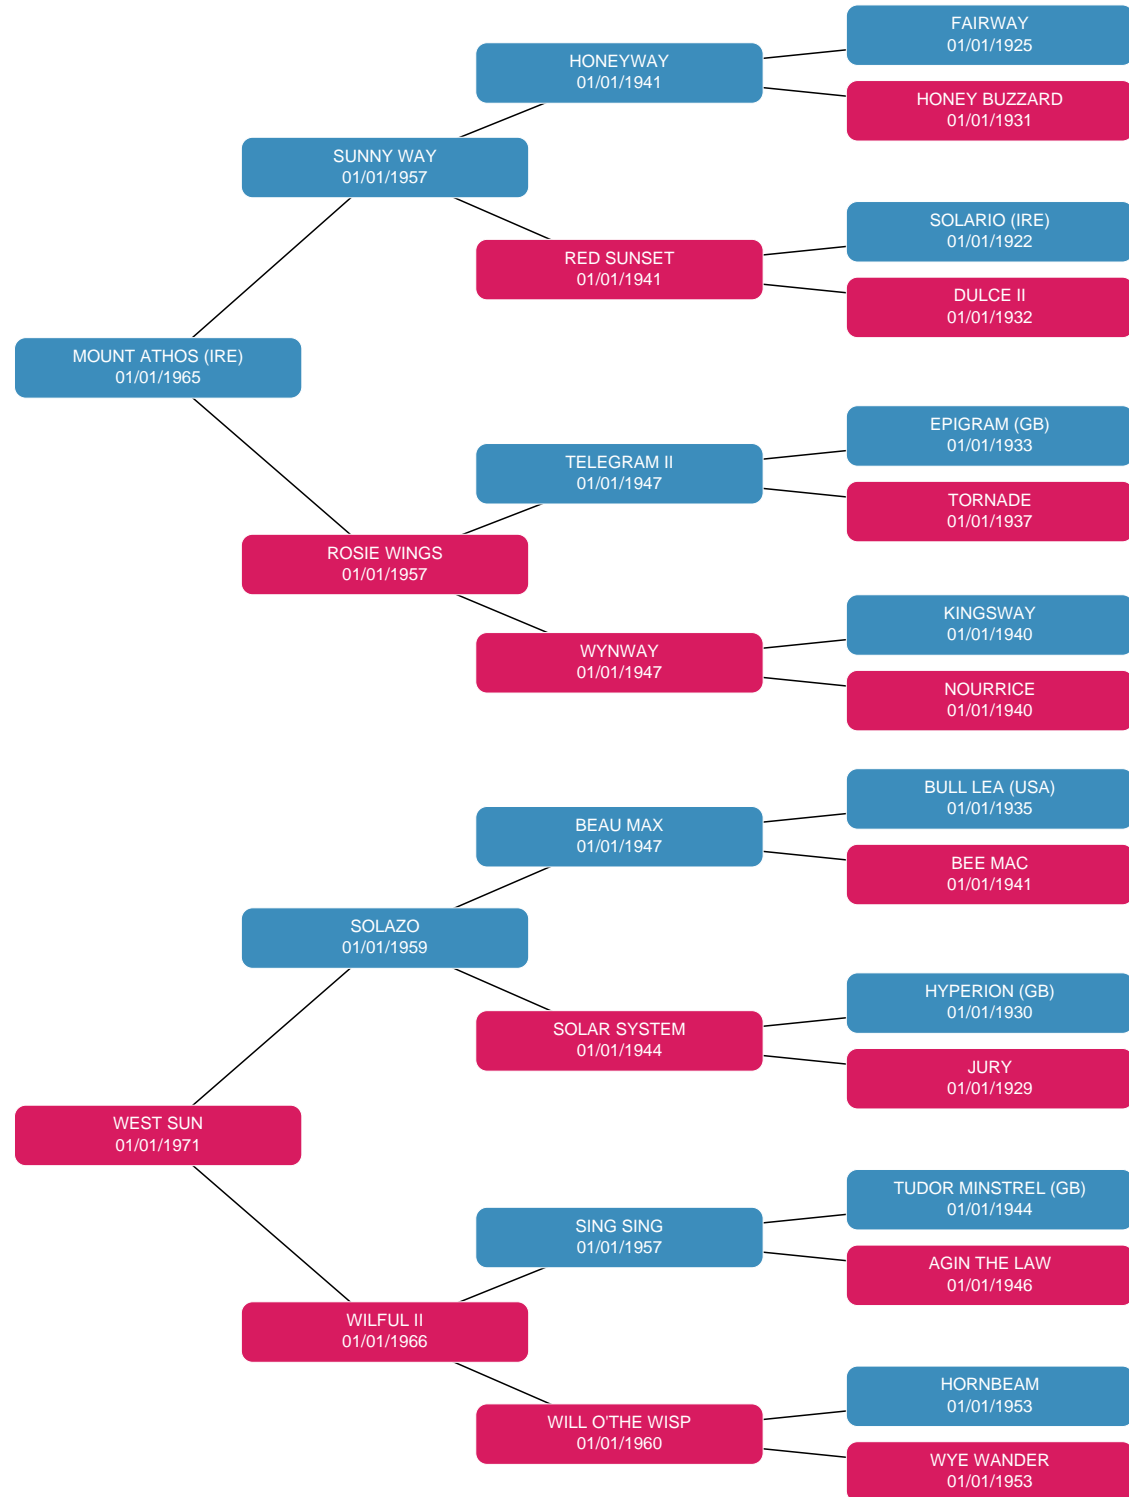 FAIRWAY
01/01/1925
HONEYWAY
01/01/1941
HONEY BUZZARD
01/01/1931
SUNNY WAY
01/01/1957
SOLARIO (IRE)
01/01/1922
RED SUNSET
01/01/1941
DULCE II
01/01/1932
MOUNT ATHOS (IRE)
01/01/1965
EPIGRAM (GB)
01/01/1933
TELEGRAM II
01/01/1947
TORNADE
01/01/1937
ROSIE WINGS
01/01/1957
KINGSWAY
01/01/1940
WYNWAY
01/01/1947
NOURRICE
01/01/1940
BULL LEA (USA)
01/01/1935
BEAU MAX
01/01/1947
BEE MAC
01/01/1941
SOLAZO
01/01/1959
HYPERION (GB)
01/01/1930
SOLAR SYSTEM
01/01/1944
JURY
01/01/1929
WEST SUN
01/01/1971
TUDOR MINSTREL (GB)
01/01/1944
SING SING
01/01/1957
AGIN THE LAW
01/01/1946
WILFUL II
01/01/1966
HORNBEAM
01/01/1953
WILL O'THE WISP
01/01/1960
WYE WANDER
01/01/1953